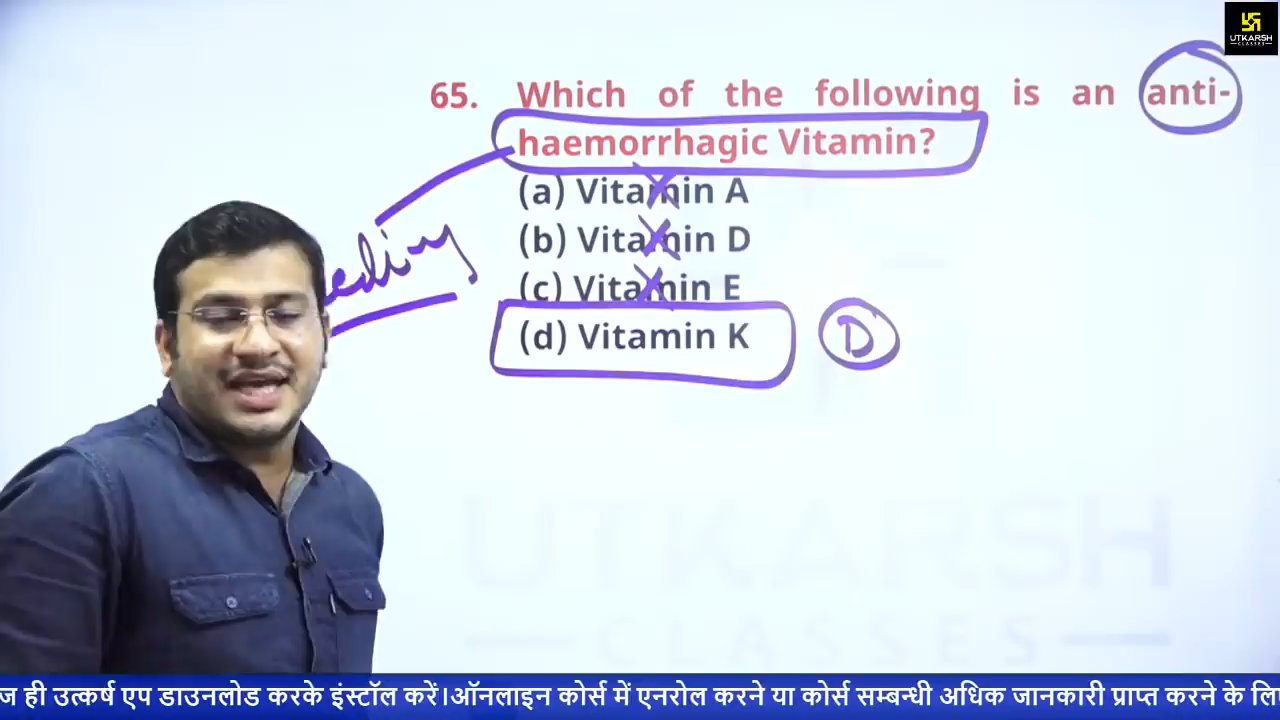 UTKARSH
CLASSES
65. Which of the following is an anti-
haemorrhagic Vitamin?
(a) Vitamin A
(b) Vitamin D
(c) Vitamin E
(d) Vitamin K
D
UTKARSH
CLASSES
ही उत्कर्ष एप डाउनलोड करके इंस्टॉल करें।ऑनलाइन कोर्स में एनरोल करने या कोर्स सम्बन्धी अधिक जानकारी प्राप्त करने के